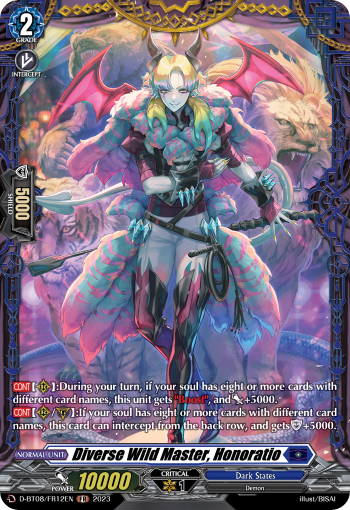 2
GRADE
INTERCEPT
5000
SHIELD
CONT [ ]:During your turn, if your soul has eight or more cards with
different card names, this unit gets "Boost", and +5000.
CONT [ / ]:If your soul has eight or more cards with different card
names, this card can intercept from the back row, and gets +5000.
NORMAL UNIT
Diverse Wild Master, Honoratio
POWER 10000
CRITICAL
1
Dark States
Demon
D-BT08/FR12EN FR 2023
illust/BISAI